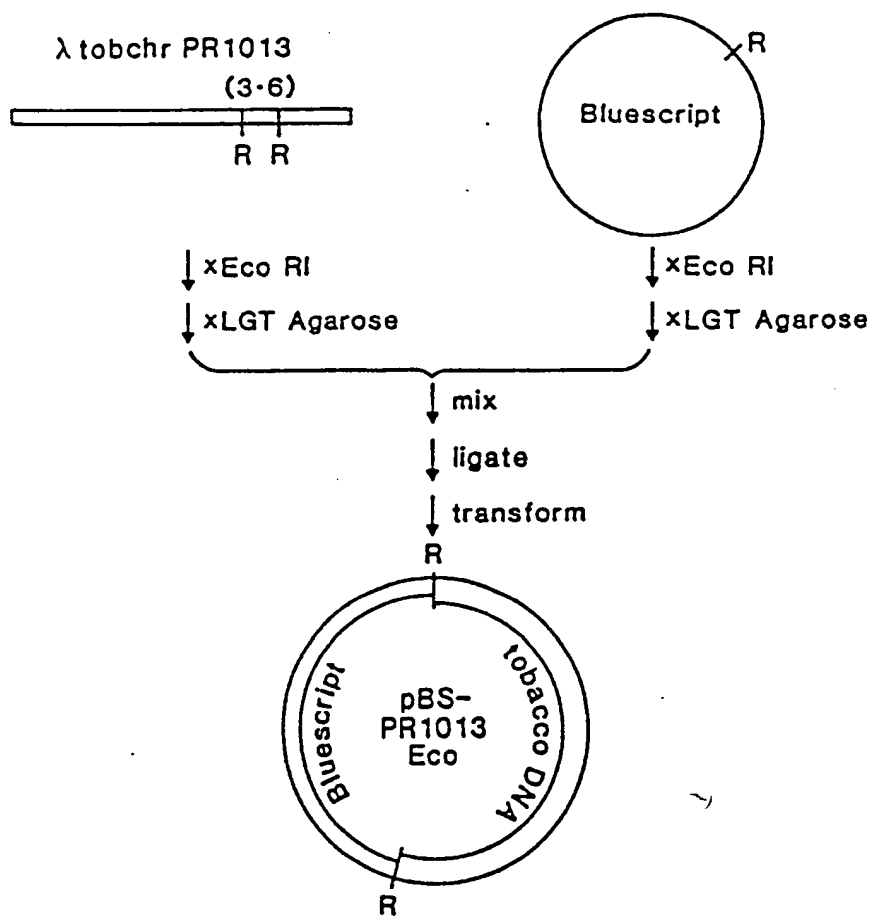 λ tobchr PR1013
(3·6)
R R
R
Bluescript
xEco RI
xLGT Agarose
xEco RI
xLGT Agarose
mix
ligate
transform
R
Bluescript
pBS-
PR1013
Eco
tobacco DNA
R